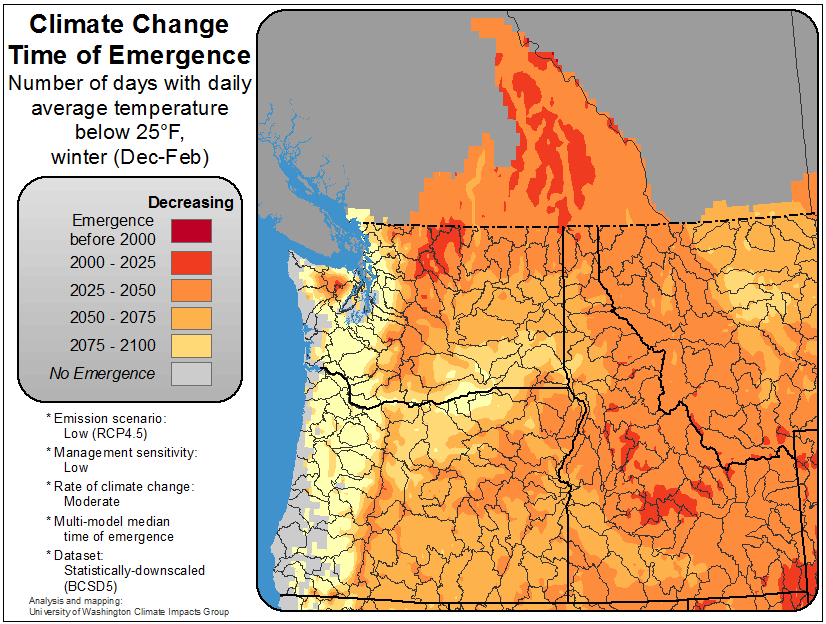 Climate Change
Time of Emergence
Number of days with daily
average temperature
below 25°F,
winter (Dec-Feb)
Decreasing
Emergence
before 2000
2000 - 2025
2025 - 2050
2050 - 2075
2075 - 2100
No Emergence
* Emission scenario:
Low (RCP4.5)
* Management sensitivity:
Low
* Rate of climate change:
Moderate
* Multi-model median
time of emergence
* Dataset:
Statistically-downscaled
(BCSD5)
Analysis and mapping:
University of Washington Climate Impacts Group